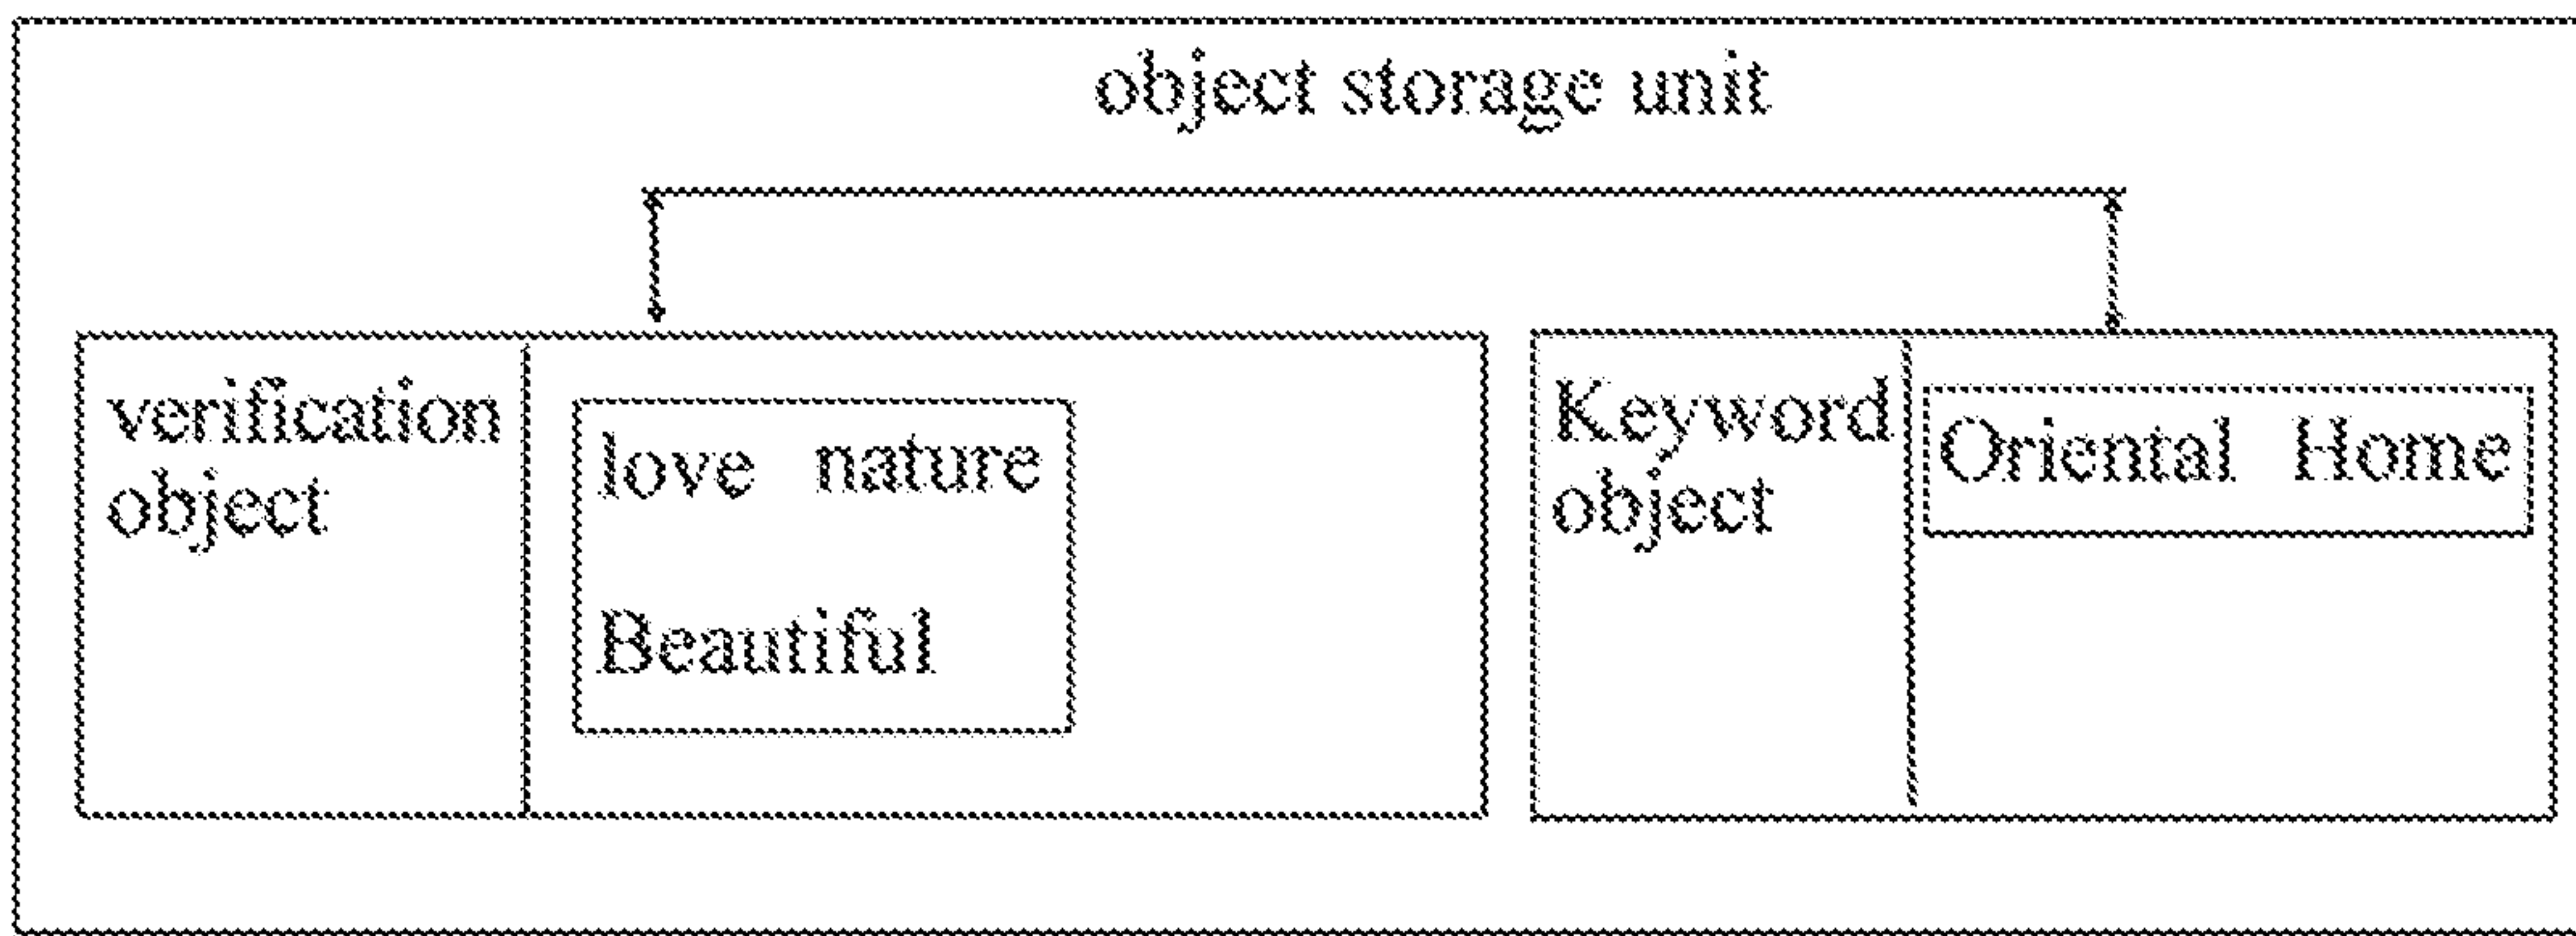 object storage unit
verification
object
love nature
Beautiful
Keyword
object
Oriental Home